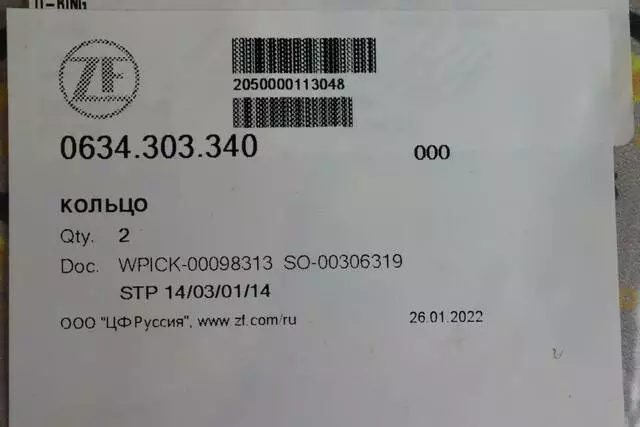 O-RING
ZF
2050000113048
0634.303.340 000
КОЛЬЦО
Qty. 2
Doc. WPICK-00098313 SO-00306319
STP 14/03/01/14
ООО "ЦФ Руссия", www.zf.com/ru 26.01.2022